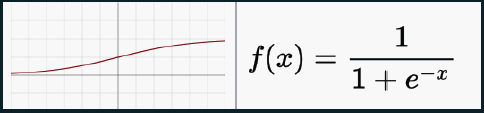 f(x) = 1 / (1 + e^{-x})